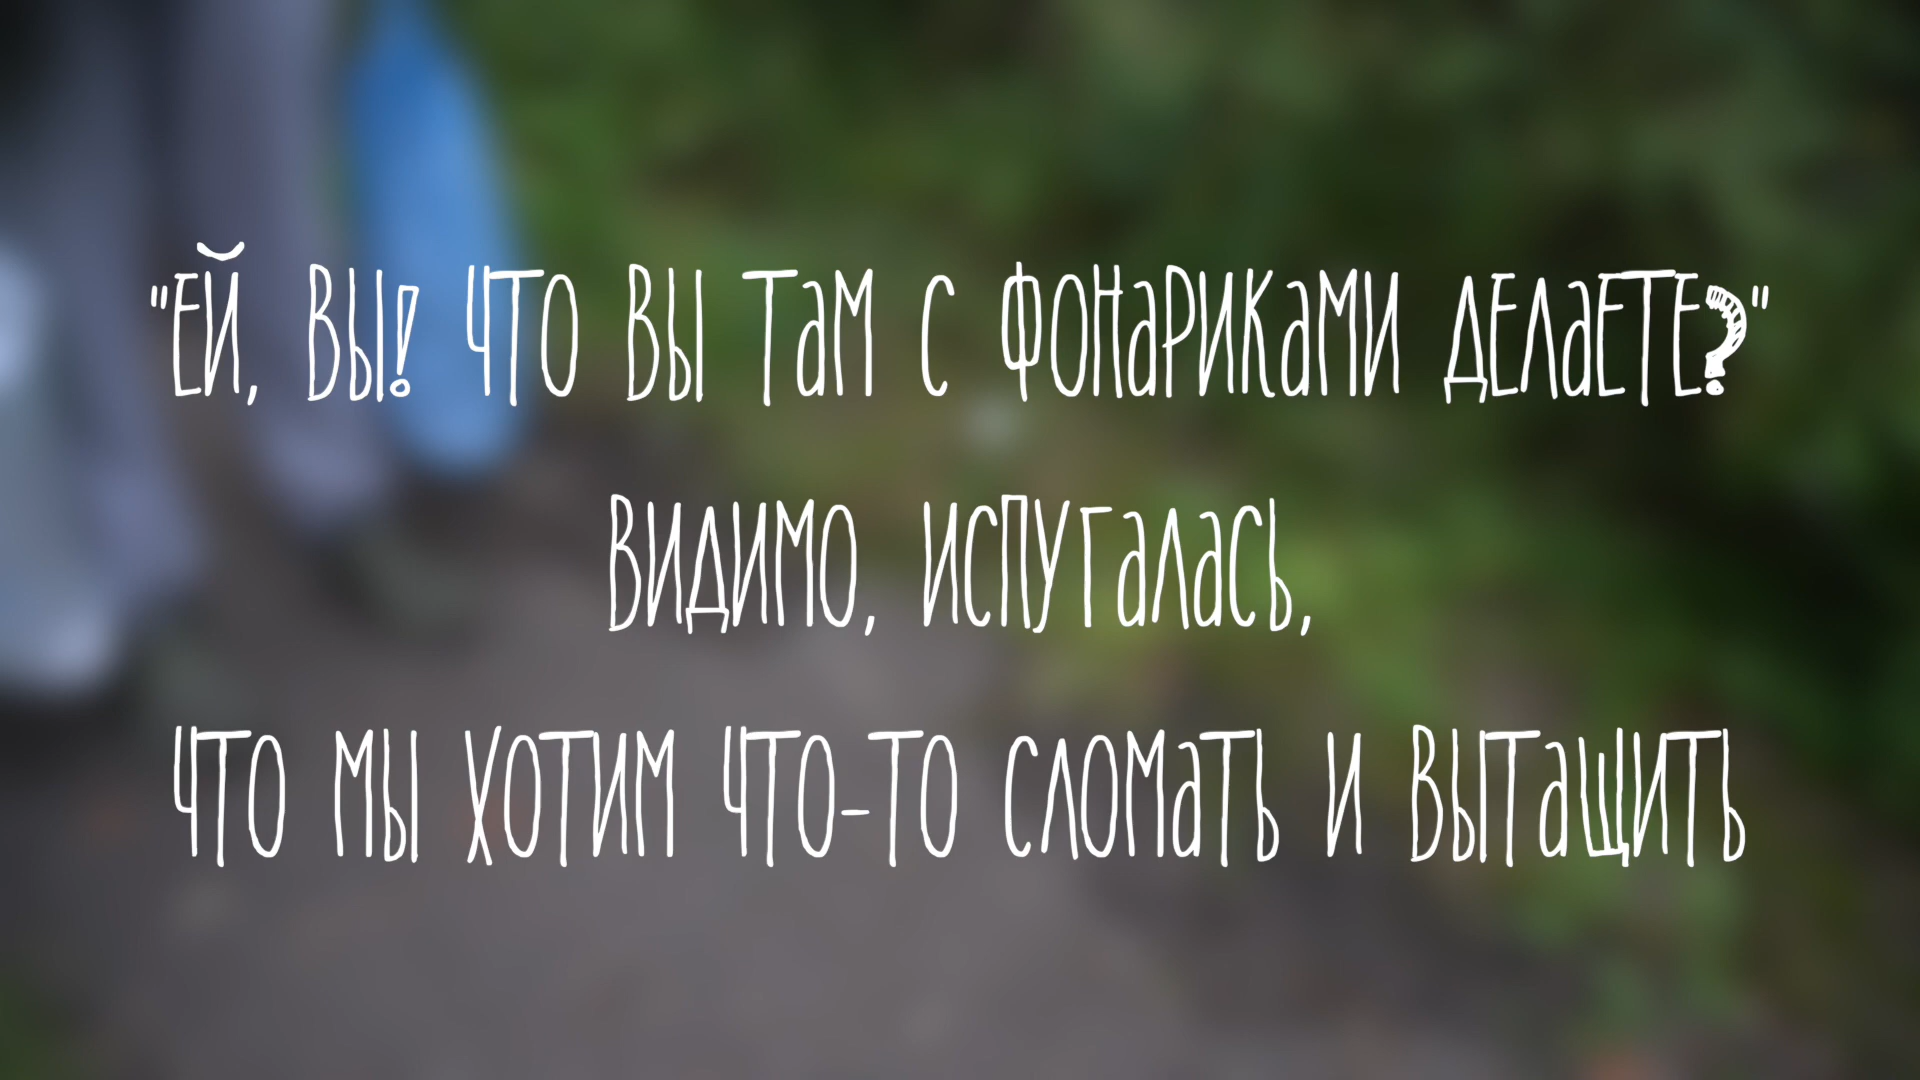 "ЕЙ, ВЫ! ЧТО ВЫ ТаМ С ФОНаРИКаМИ ДЕЛаЕТЕ?"
ВИДИМО, ИСПУГаЛаСЬ,
ЧТО МЫ ХОТИМ ЧТО-ТО СЛОМаТЬ И ВЫТаЩИТЬ